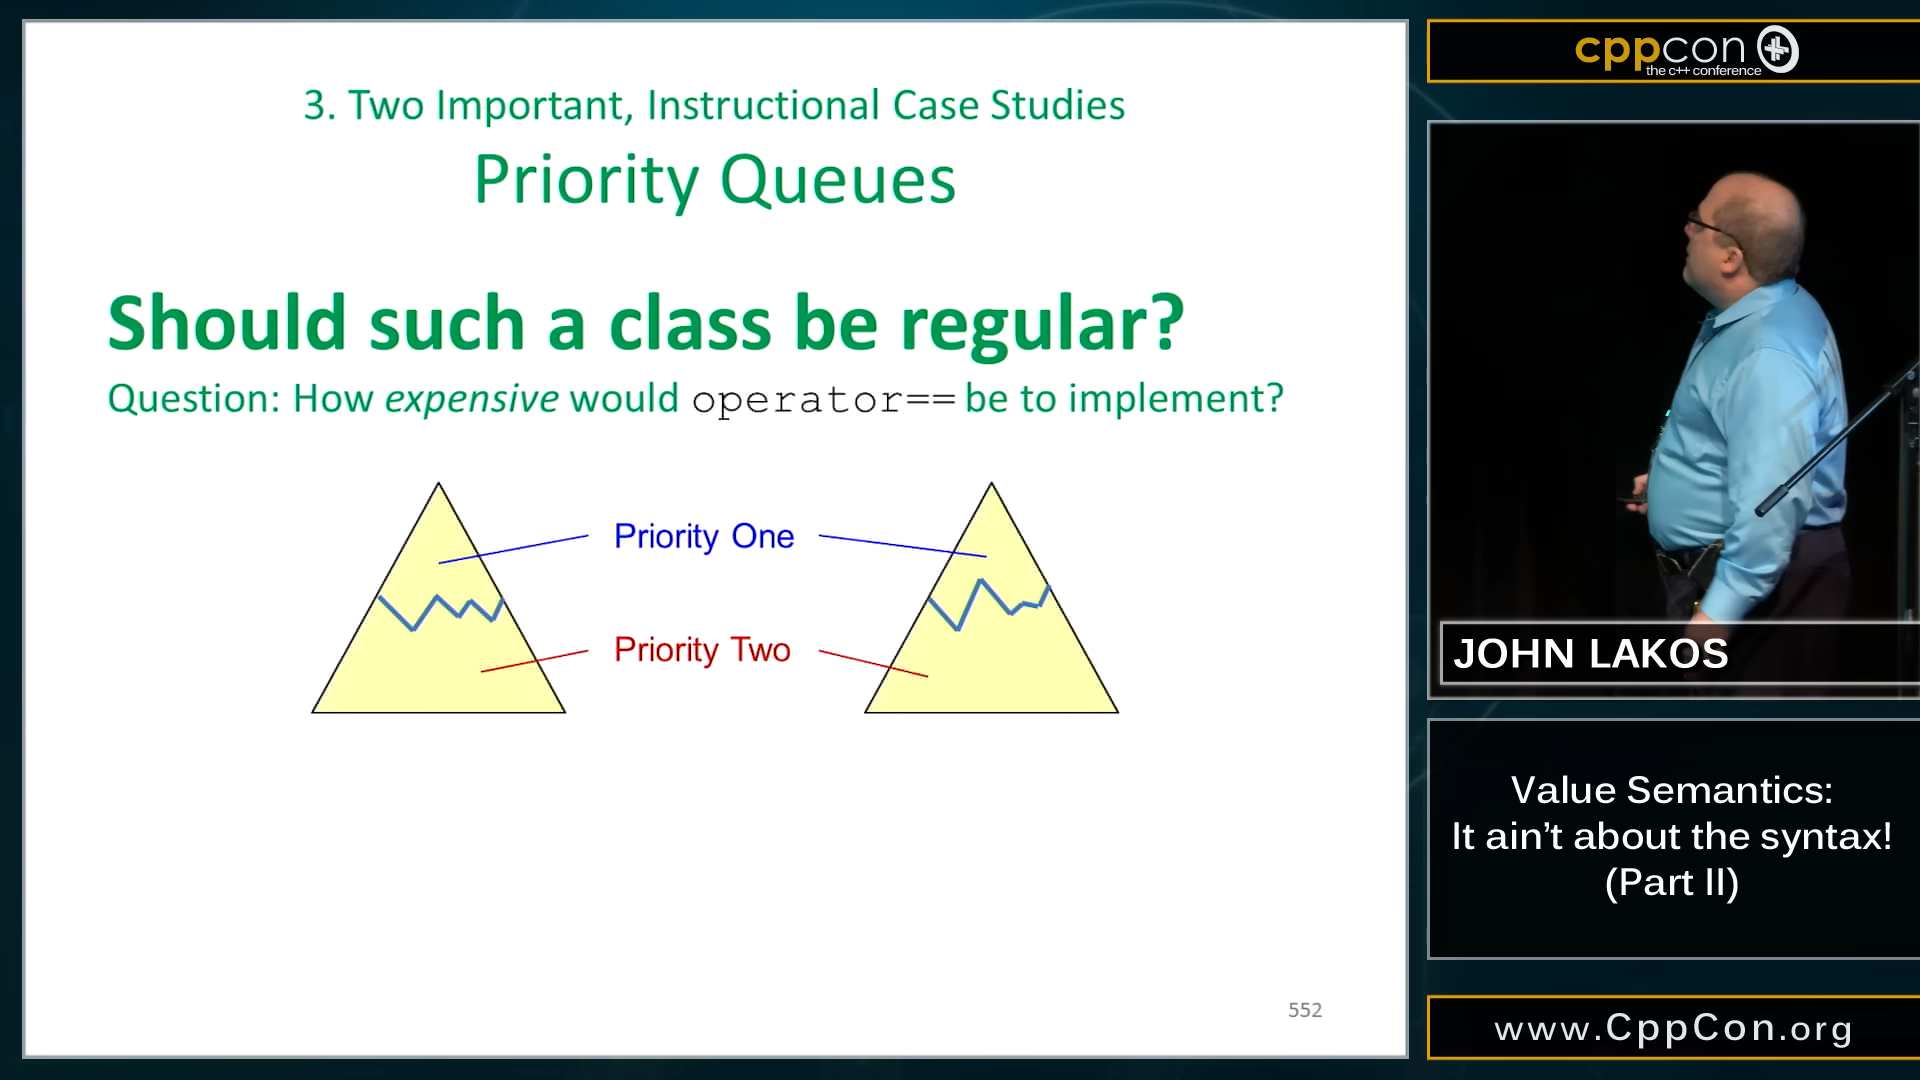 3. Two Important, Instructional Case Studies
Priority Queues
Should such a class be regular?
Question: How expensive would operator== be to implement?
Priority One
Priority Two
552
cppcon
the c++ conference
JOHN LAKOS
Value Semantics:
It ain’t about the syntax!
(Part II)
www.CppCon.org